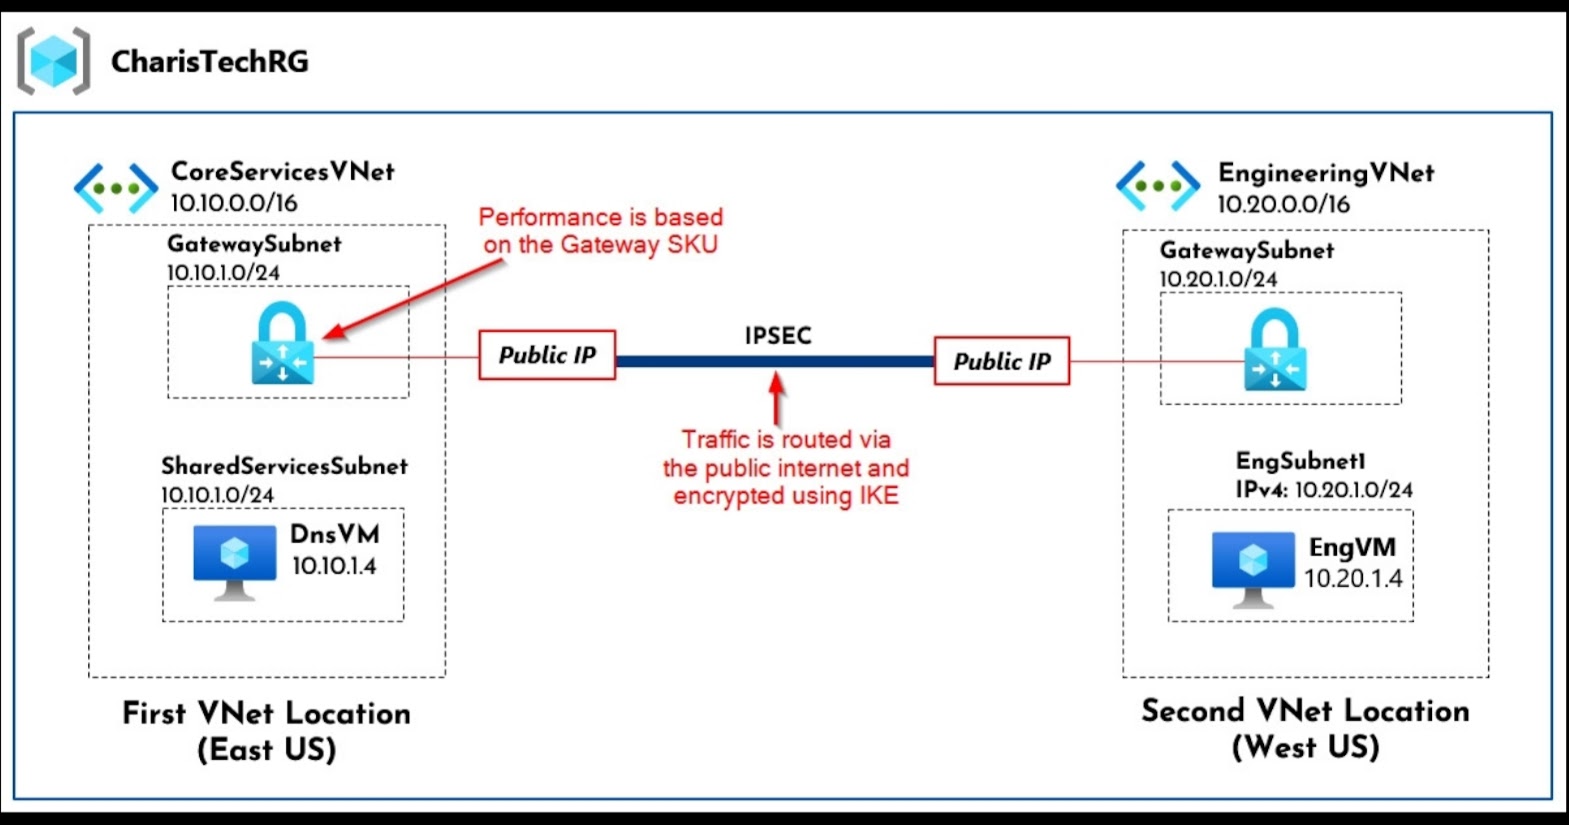 CharisTechRG
CoreServicesVNet
10.10.0.0/16
GatewaySubnet
10.10.1.0/24
Performance is based
on the Gateway SKU
Public IP
IPSEC
Public IP
Traffic is routed via
the public internet and
encrypted using IKE
SharedServicesSubnet
10.10.1.0/24
DnsVM
10.10.1.4
First VNet Location
(East US)
EngineeringVNet
10.20.0.0/16
GatewaySubnet
10.20.1.0/24
EngSubnet1
IPv4: 10.20.1.0/24
EngVM
10.20.1.4
Second VNet Location
(West US)